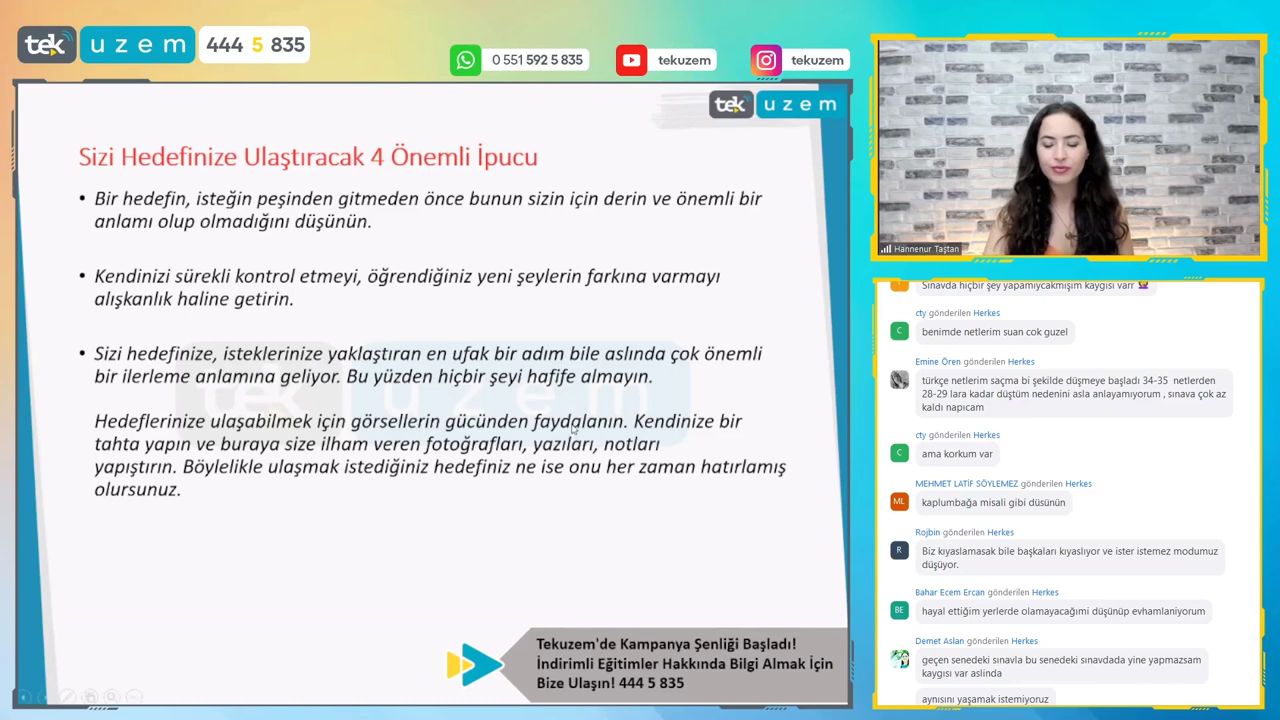 tek uzem 444 5 835
0 551 592 5 835
tekuzem
tekuzem
tek uzem
Sizi Hedefinize Ulaştıracak 4 Önemli İpucu
• Bir hedefin, isteğin peşinden gitmeden önce bunun sizin için derin ve önemli bir
anlamı olup olmadığını düşünün.
• Kendinizi sürekli kontrol etmeyi, öğrendiğiniz yeni şeylerin farkına varmayı
alışkanlık haline getirin.
• Sizi hedefinize, isteklerinize yaklaştıran en ufak bir adım bile aslında çok önemli
bir ilerleme anlamına geliyor. Bu yüzden hiçbir şeyi hafife almayın.
Hedeflerinize ulaşabilmek için görsellerin gücünden faydalanın. Kendinize bir
tahta yapın ve buraya size ilham veren fotoğrafları, yazıları, notları
yapıştırın. Böylelikle ulaşmak istediğiniz hedefiniz ne ise onu her zaman hatırlamış
olursunuz.
tek uzem
Tekuzem'de Kampanya Şenliği Başladı!
İndirimli Eğitimler Hakkında Bilgi Almak İçin
Bize Ulaşın! 444 5 835
Hannenur Taştan
Sınavda hiçbir şey yapamıycakmışım kaygısı varr
cty gönderilen Herkes
C
benimde netlerim suan cok guzel
Emine Ören gönderilen Herkes
türkçe netlerim saçma bi şekilde düşmeye başladı 34-35 netlerden
28-29 lara kadar düştüm nedenini asla anlayamıyorum , sınava çok az
kaldı napıcam
cty gönderilen Herkes
C
ama korkum var
MEHMET LATİF SÖYLEMEZ gönderilen Herkes
ML
kaplumbağa misali gibi düsünün
Rojbin gönderilen Herkes
R
Biz kıyaslamasak bile başkaları kıyaslıyor ve ister istemez modumuz
düşüyor.
Bahar Ecem Ercan gönderilen Herkes
BE
hayal ettiğim yerlerde olamayacağımi düşünüp evhamlaniyorum
Demet Aslan gönderilen Herkes
geçen senedeki sınavla bu senedeki sınavdada yine yapmazsam
kaygısı var aslinda
aynısını yaşamak istemiyoruz